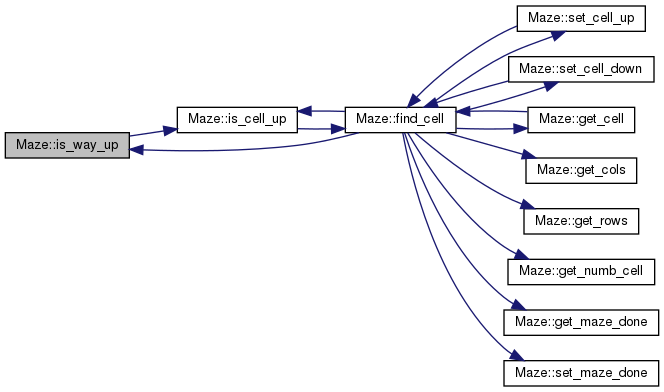 Maze::set_cell_up
Maze::set_cell_down
Maze::is_cell_up
Maze::find_cell
Maze::get_cell
Maze::is_way_up
Maze::get_cols
Maze::get_rows
Maze::get_numb_cell
Maze::get_maze_done
Maze::set_maze_done